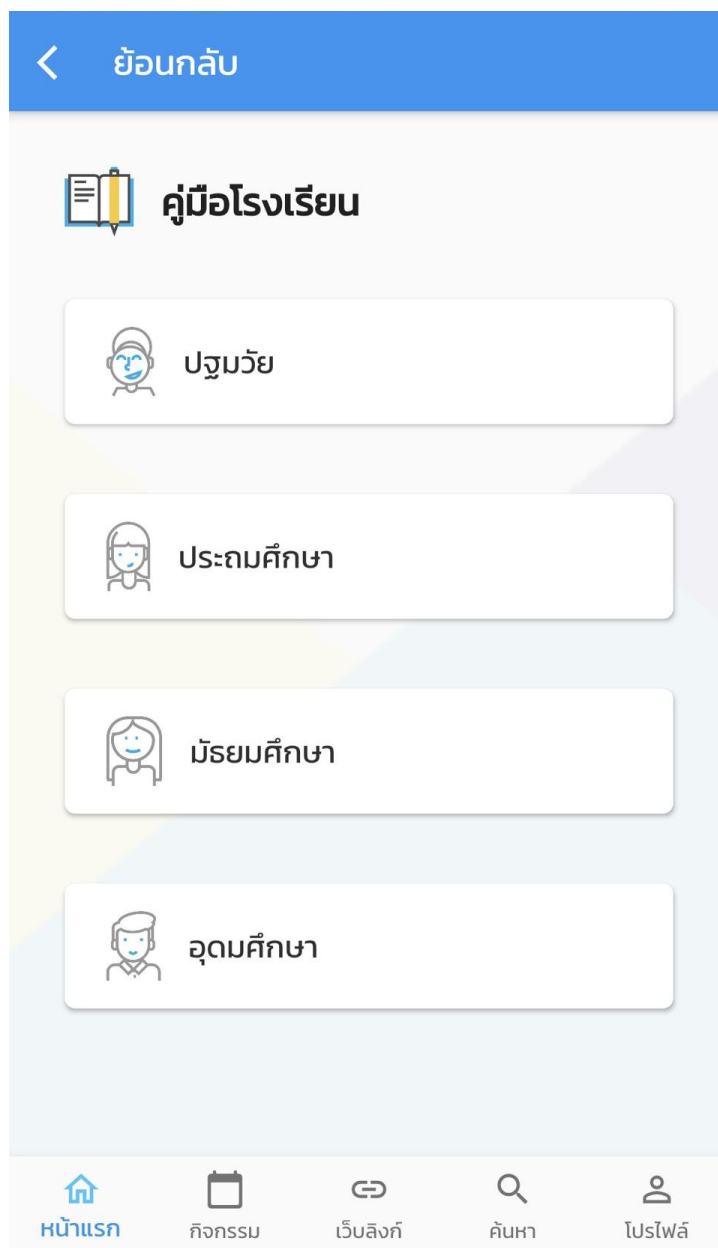 ย้อนกลับ
คู่มือโรงเรียน
ปฐมวัย
ประถมศึกษา
มัธยมศึกษา
อุดมศึกษา
หน้าแรก
กิจกรรม
เว็บลิงก์
ค้นหา
โปรไฟล์